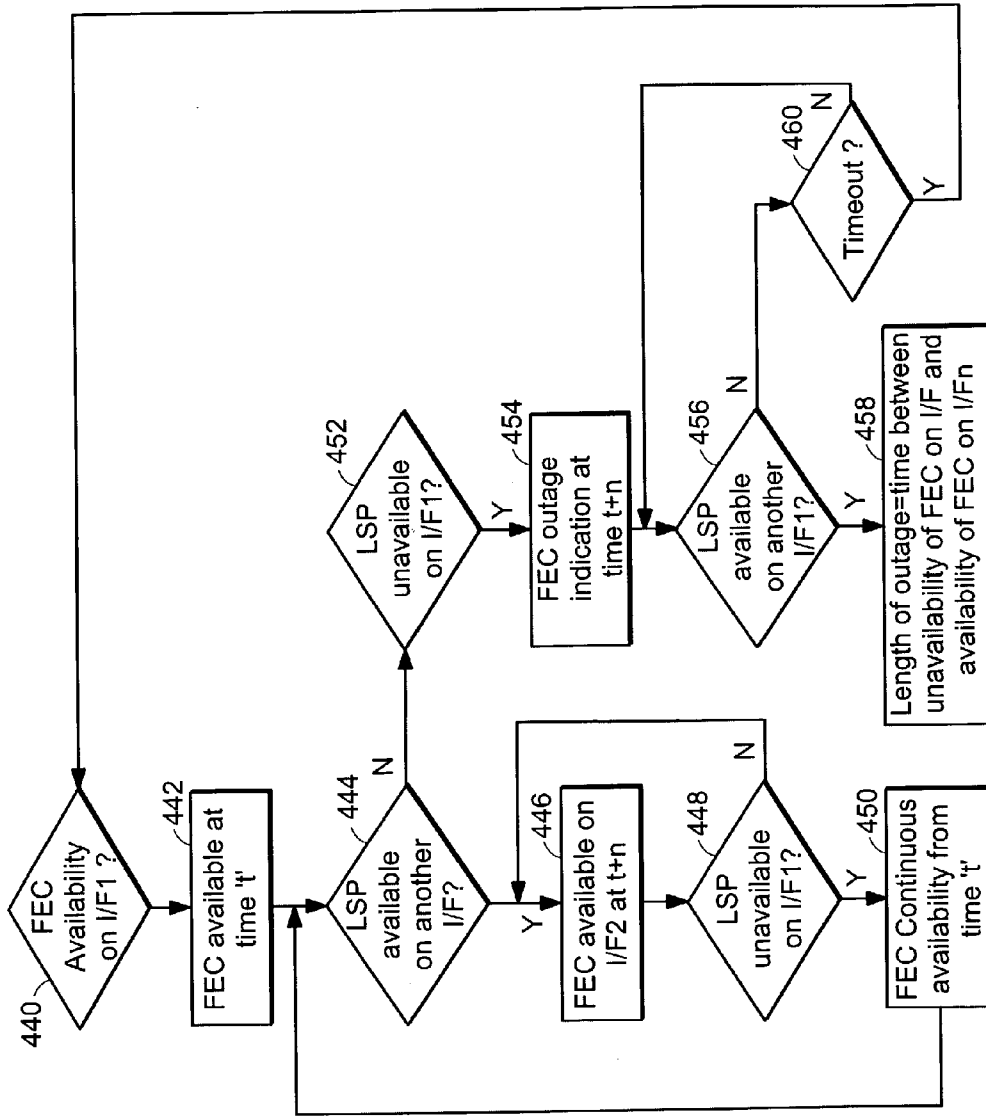 440
FEC
Availability
on I/F1 ?
442
FEC available at
time 't'
444
LSP
available
on another
I/F?
N
Y
446
FEC available on
I/F2 at t+n
448
LSP
unavailable
on I/F1?
N
Y
450
FEC Continuous
availability from
time 't'
452
LSP
unavailable
on I/F1?
Y
454
FEC outage
indication at
time t+n
456
LSP
available
on another
I/F1?
N
Y
458
Length of outage=time between
unavailability of FEC on I/F and
availability of FEC on I/Fn
460
Timeout ?
N
Y